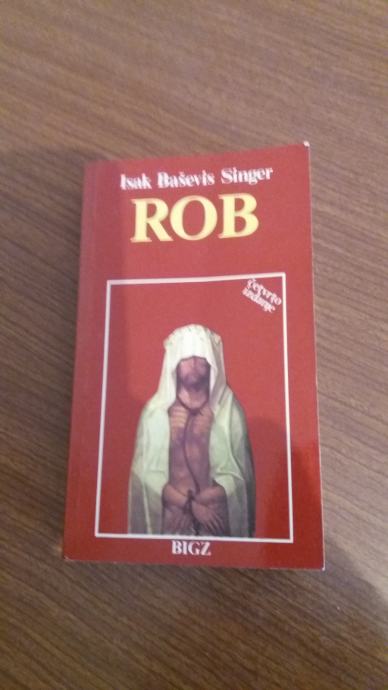 Isak Baševis Singer
ROB
četvrto
izdanje
BIGZ